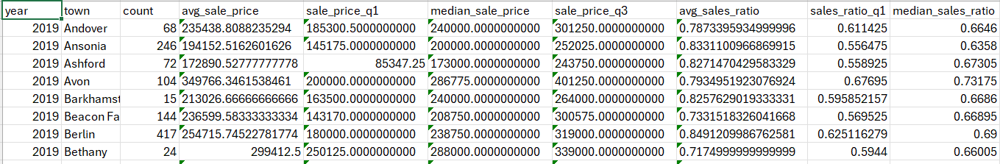 year town count avg_sale_price sale_price_q1 median_sale_price sale_price_q3 avg_sales_ratio sales_ratio_q1 median_sales_ratio
2019 Andover 68 235438.8088235294 185300.5000000000 240000.0000000000 301250.0000000000 0.7873395934999996 0.611425 0.6646
2019 Ansonia 246 194152.5162601626 145175.0000000000 200000.0000000000 252025.0000000000 0.8331100966869915 0.556475 0.6358
2019 Ashford 72 172890.52777777778 85347.25 173000.0000000000 243750.0000000000 0.8271470429583329 0.558925 0.67305
2019 Avon 104 349766.3461538461 200000.0000000000 286775.0000000000 401250.0000000000 0.7934951923076924 0.67695 0.73175
2019 Barkhamst 15 213026.66666666666 163500.0000000000 240000.0000000000 264000.0000000000 0.8257629019333331 0.595852157 0.6686
2019 Beacon Fa 144 236599.58333333334 143170.0000000000 208750.0000000000 300575.0000000000 0.7331518326041668 0.569525 0.66895
2019 Berlin 417 254715.74522781774 180000.0000000000 238750.0000000000 319000.0000000000 0.8491209986762581 0.625116279 0.69
2019 Bethany 24 299412.5 250125.0000000000 288000.0000000000 339000.0000000000 0.7174999999999999 0.5944 0.66005